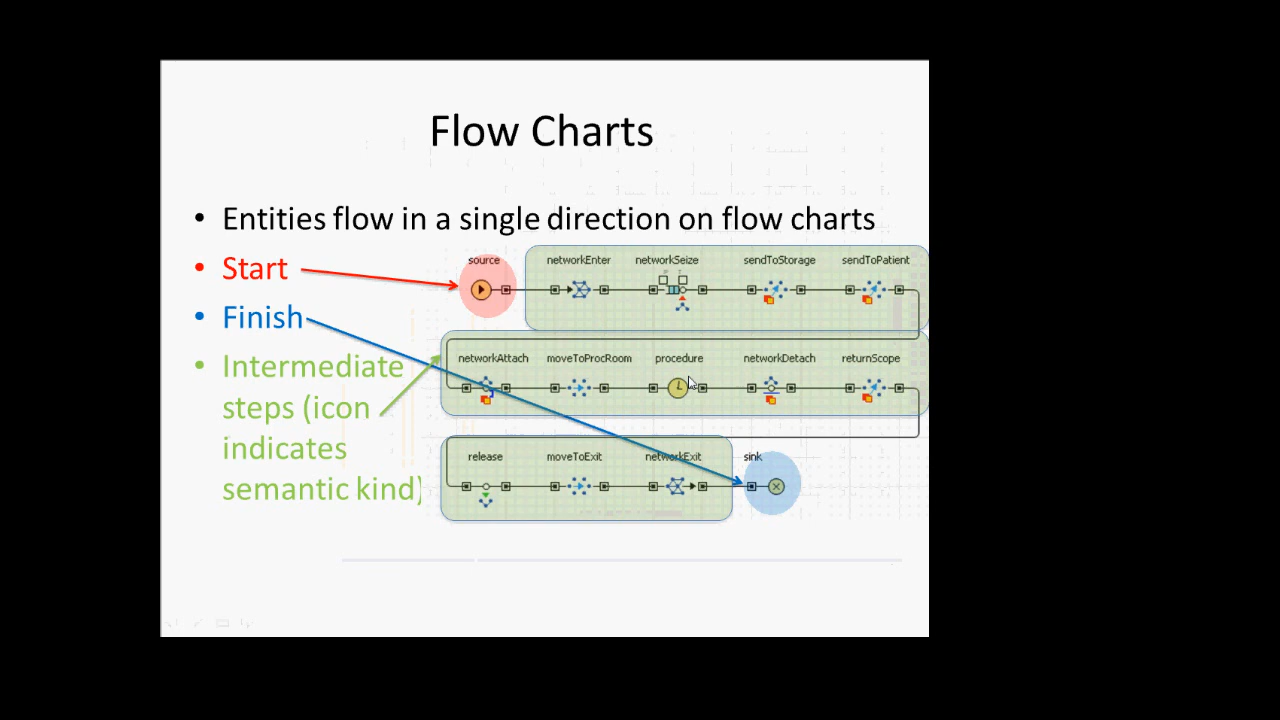 Flow Charts
• Entities flow in a single direction on flow charts
• Start
• Finish
• Intermediate
steps (icon
indicates
semantic kind)
source networkEnter networkSeize sendToStorage sendToPatient
networkAttach moveToProcRoom procedure networkDetach returnScope
release moveToExit networkExit sink